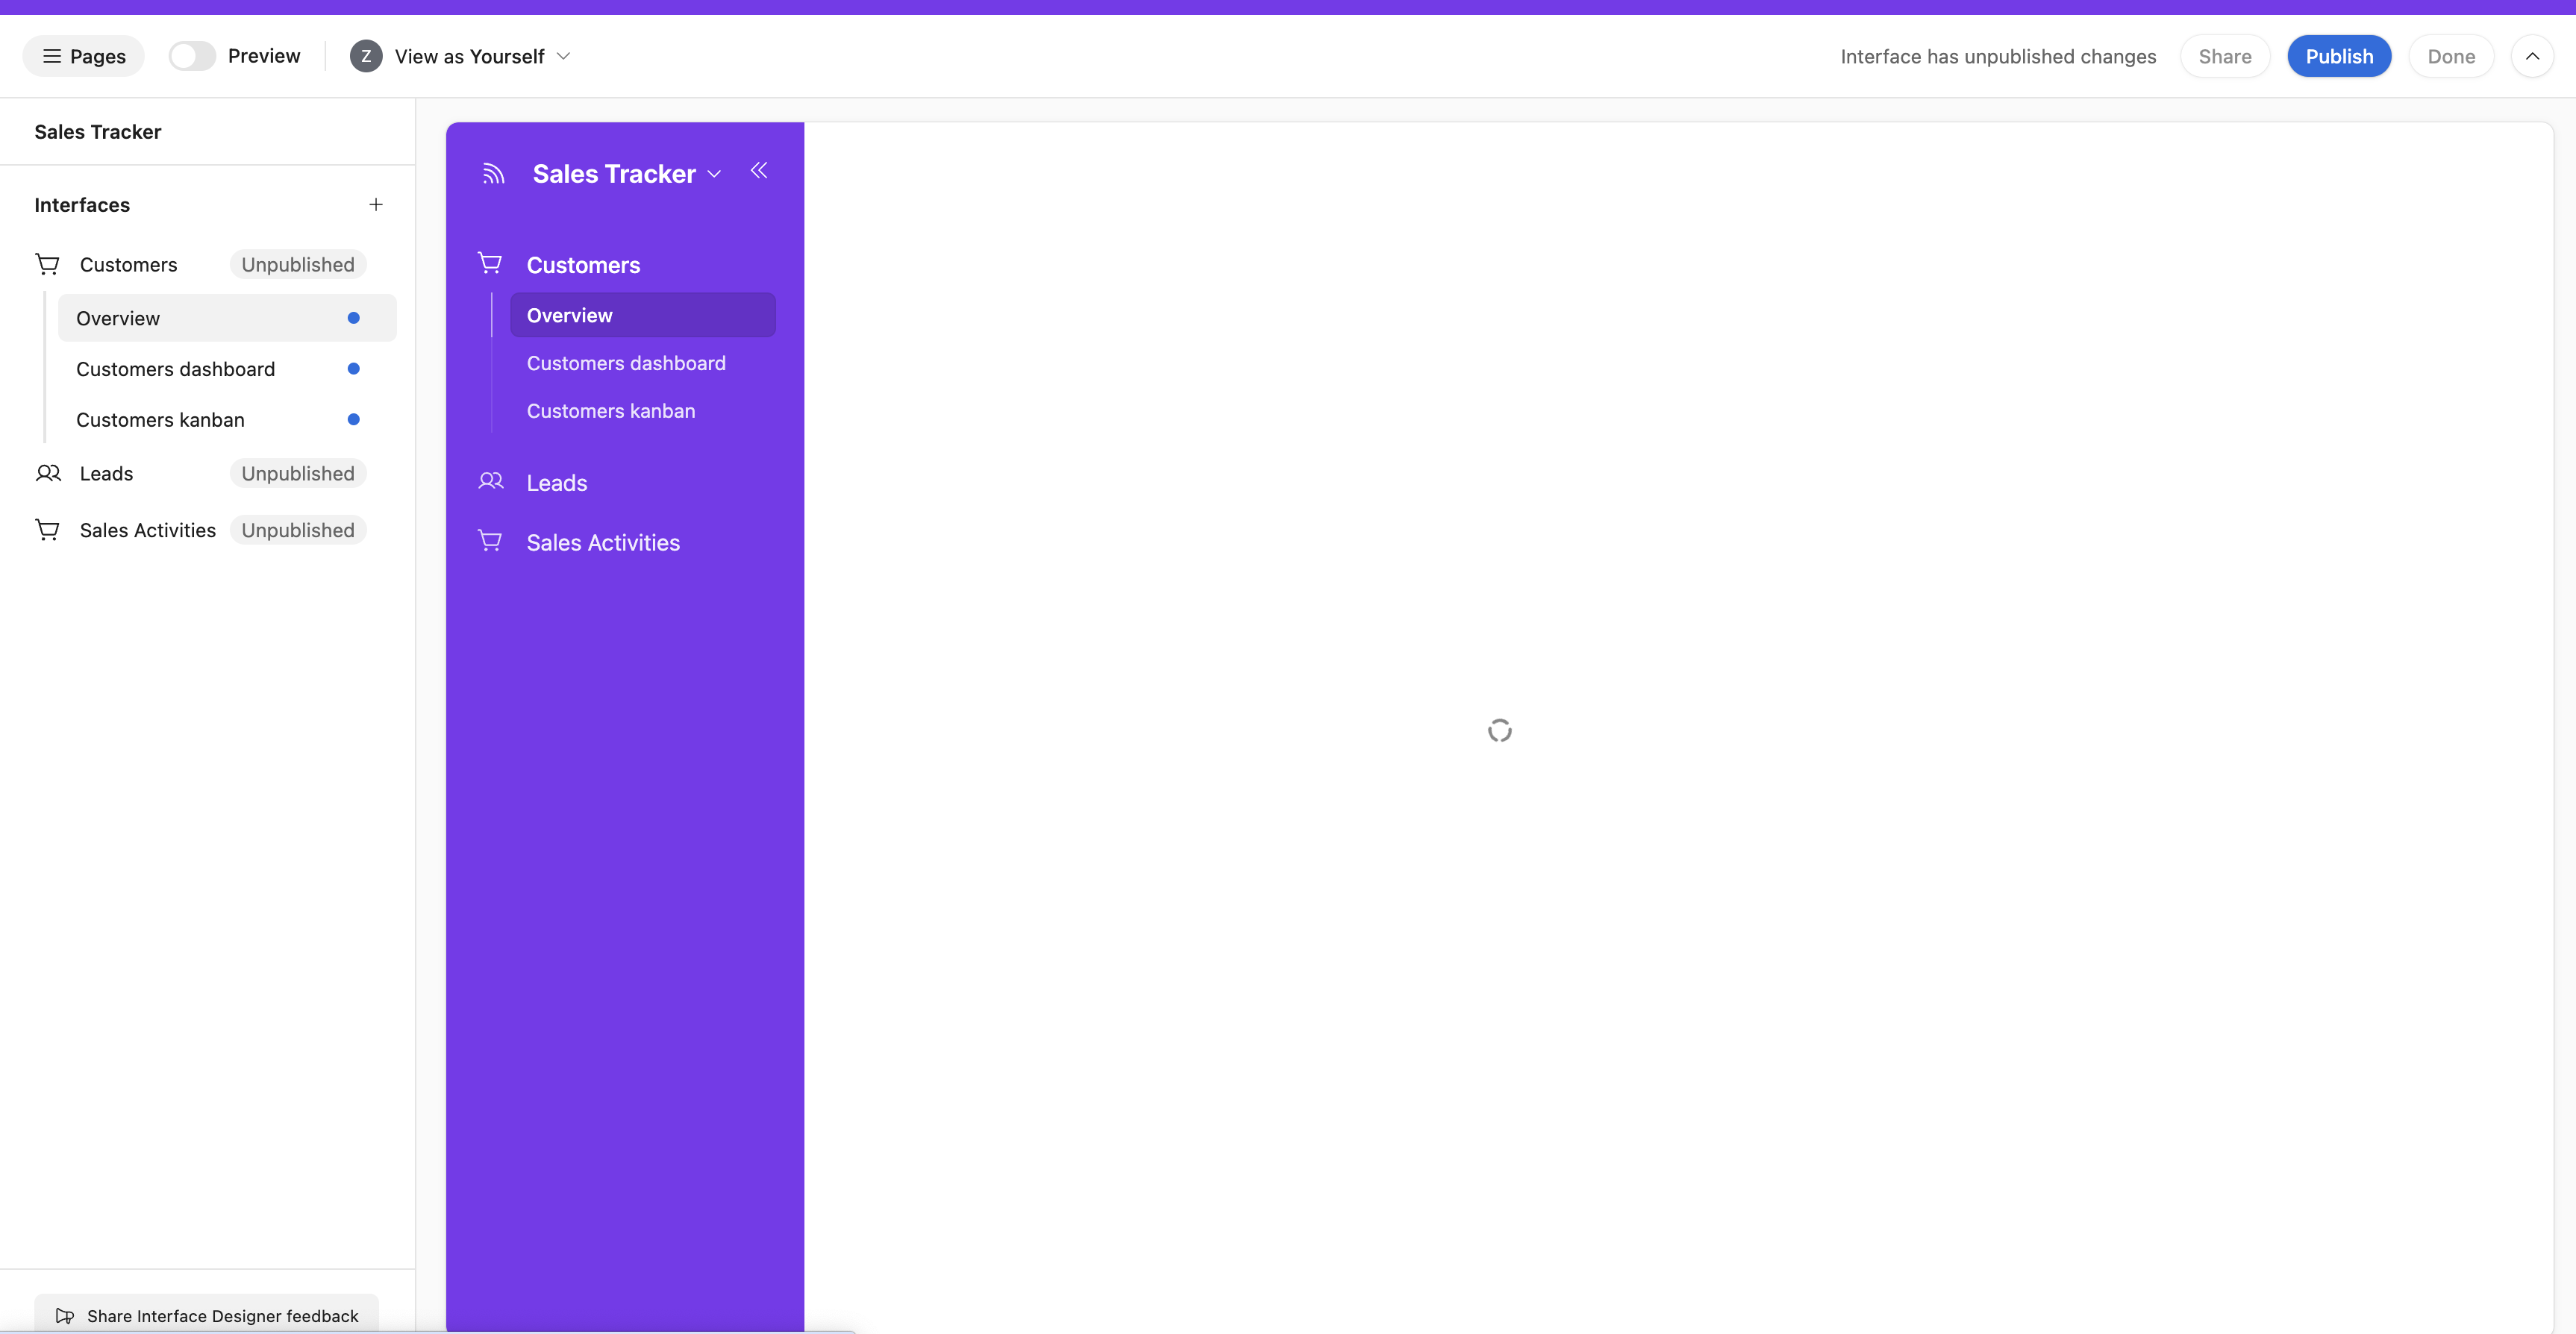 Pages
Preview
Z
View as Yourself
Interface has unpublished changes
Share
Publish
Done
Sales Tracker
Interfaces
Customers
Unpublished
Overview
Customers dashboard
Customers kanban
Leads
Unpublished
Sales Activities
Unpublished
Share Interface Designer feedback
Sales Tracker
Customers
Overview
Customers dashboard
Customers kanban
Leads
Sales Activities